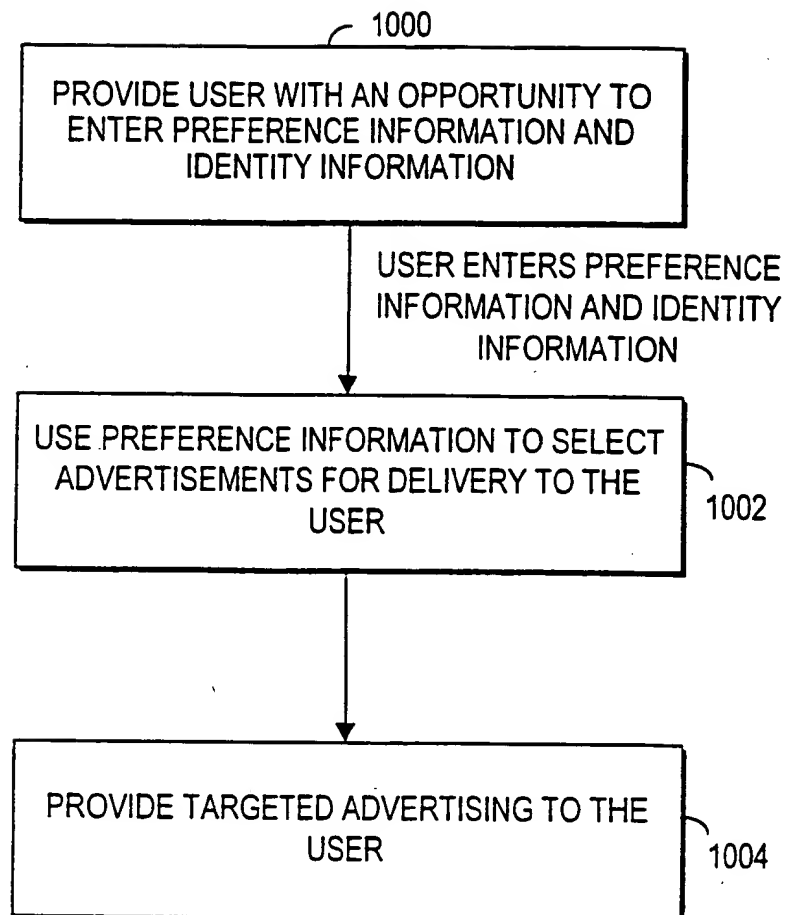 1000
PROVIDE USER WITH AN OPPORTUNITY TO
ENTER PREFERENCE INFORMATION AND
IDENTITY INFORMATION
USER ENTERS PREFERENCE
INFORMATION AND IDENTITY
INFORMATION
USE PREFERENCE INFORMATION TO SELECT
ADVERTISEMENTS FOR DELIVERY TO THE
USER
1002
PROVIDE TARGETED ADVERTISING TO THE
USER
1004